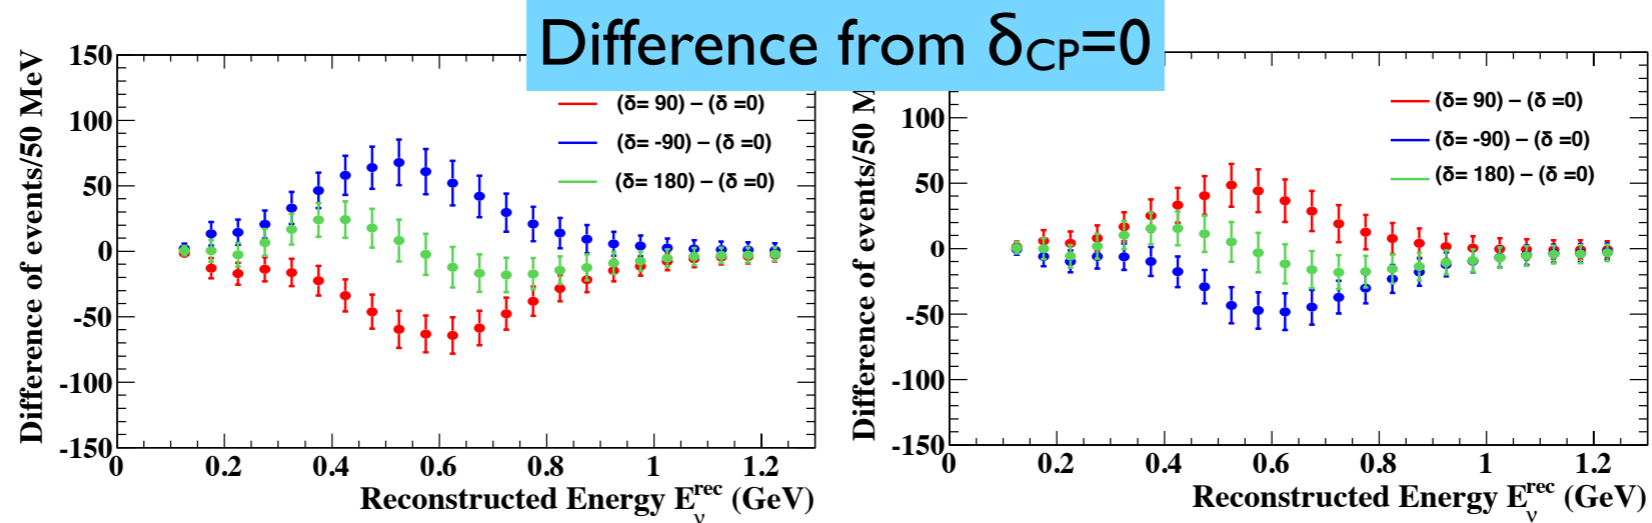 Difference from δCP=0
Difference of events/50 MeV
150
100
50
0
-50
-100
-150
(δ= 90) – (δ =0)
(δ= -90) – (δ =0)
(δ= 180) – (δ =0)
0 0.2 0.4 0.6 0.8 1 1.2
Reconstructed Energy Eνrec (GeV)
Difference of events/50 M
100
50
0
-50
-100
-150
(δ= 90) – (δ =0)
(δ= -90) – (δ =0)
(δ= 180) – (δ =0)
0 0.2 0.4 0.6 0.8 1 1.2
Reconstructed Energy Eνrec (GeV)